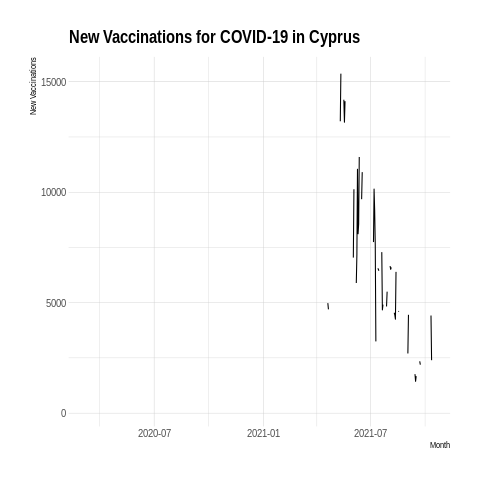 New Vaccinations for COVID-19 in Cyprus
New Vaccinations
15000
10000
5000
0
2020-07 2021-01 2021-07
Month